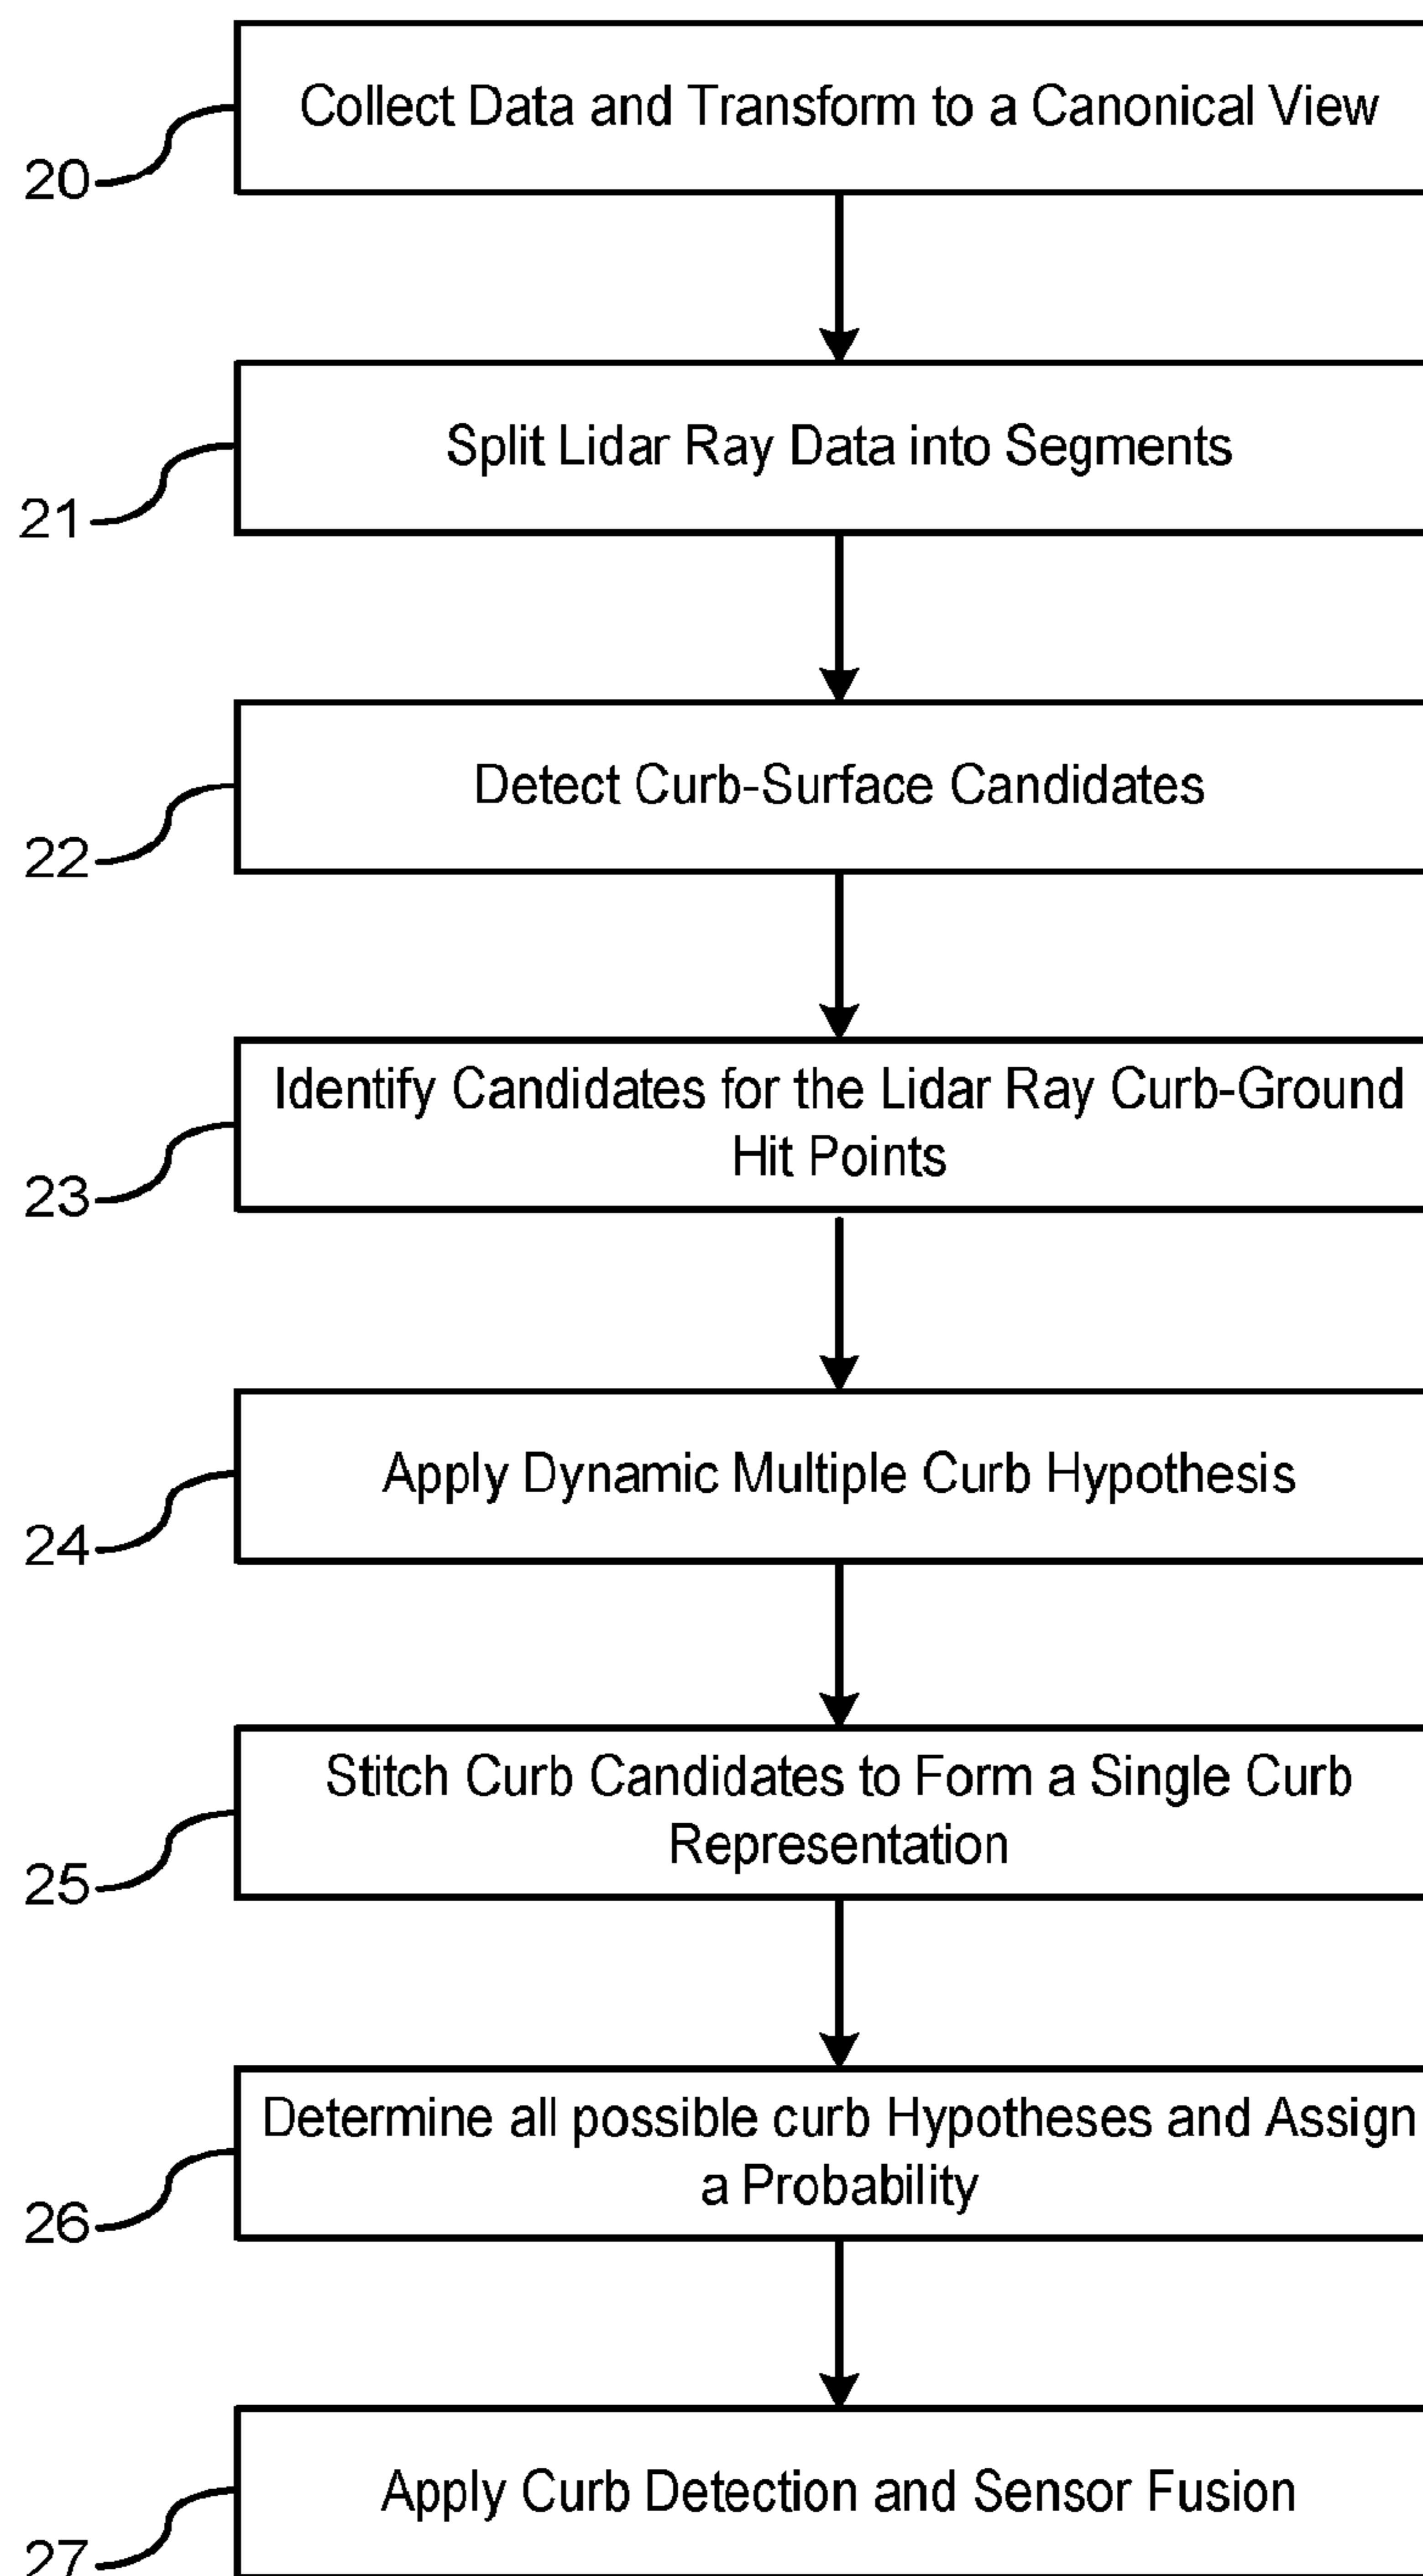 Collect Data and Transform to a Canonical View
20
Split Lidar Ray Data into Segments
21
Detect Curb-Surface Candidates
22
Identify Candidates for the Lidar Ray Curb-Ground
Hit Points
23
Apply Dynamic Multiple Curb Hypothesis
24
Stitch Curb Candidates to Form a Single Curb
Representation
25
Determine all possible curb Hypotheses and Assign
a Probability
26
Apply Curb Detection and Sensor Fusion
27